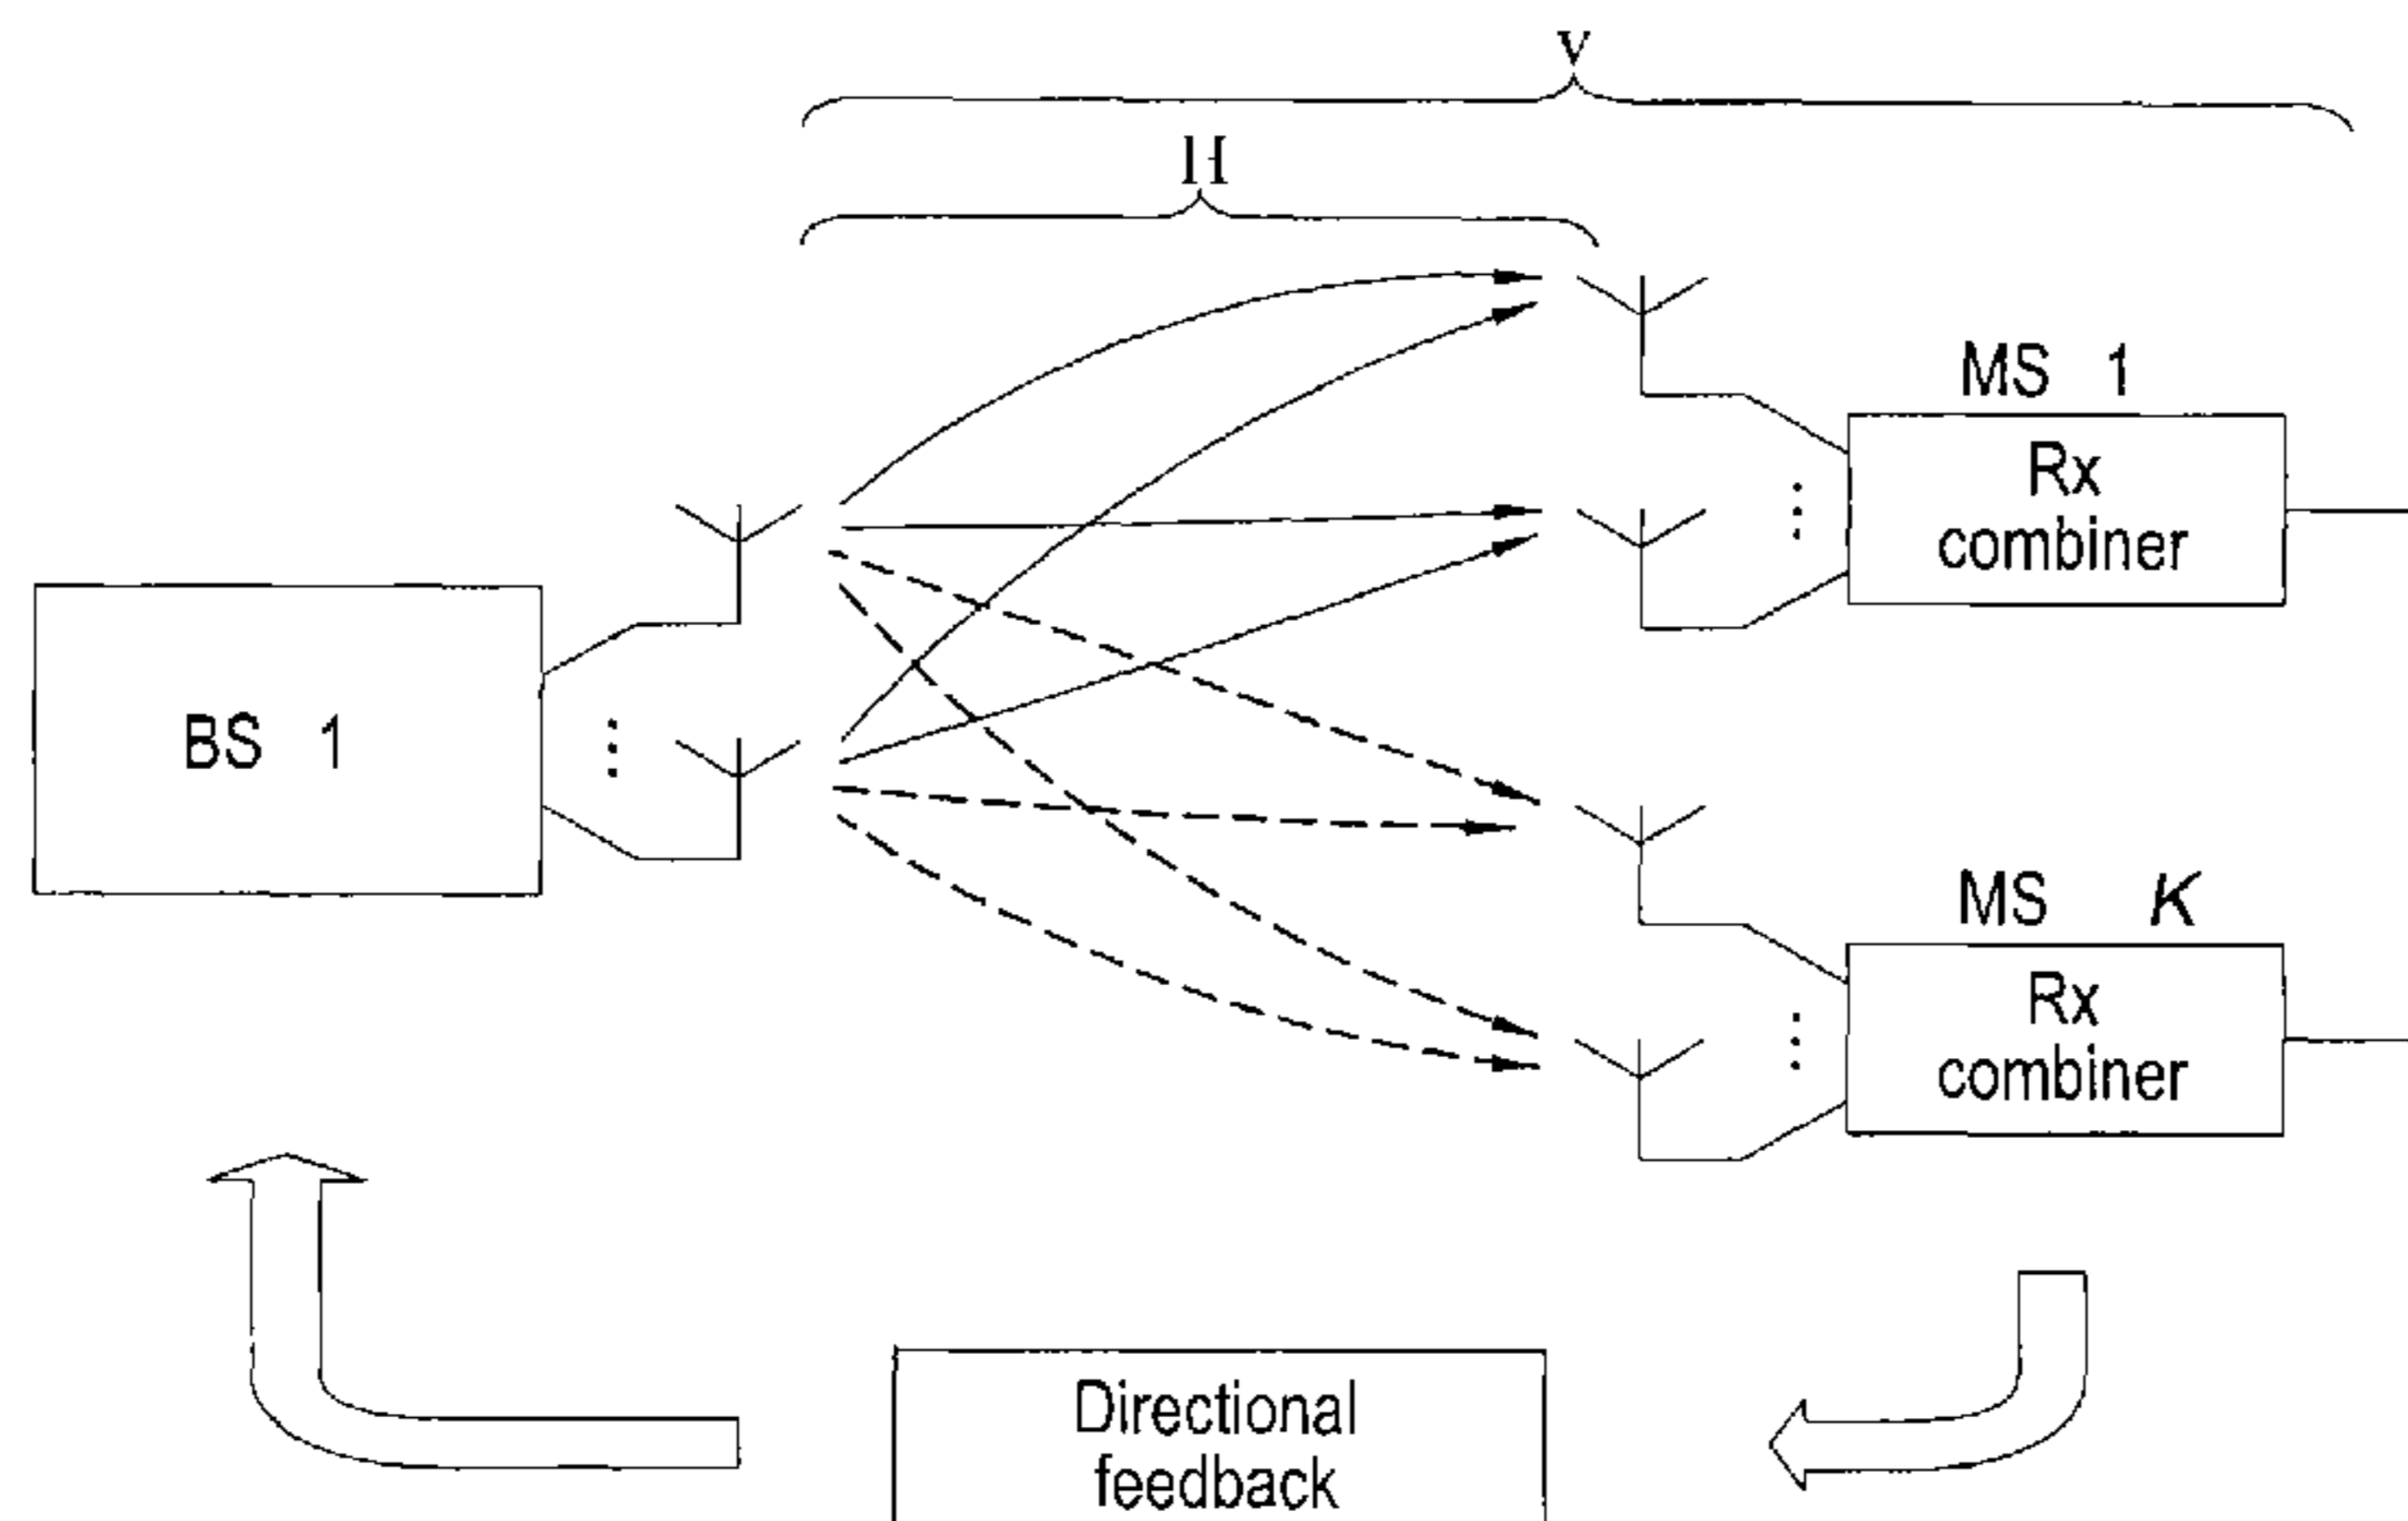 v
H
MS 1
Rx
combiner
BS 1
MS K
Rx
combiner
Directional
feedback